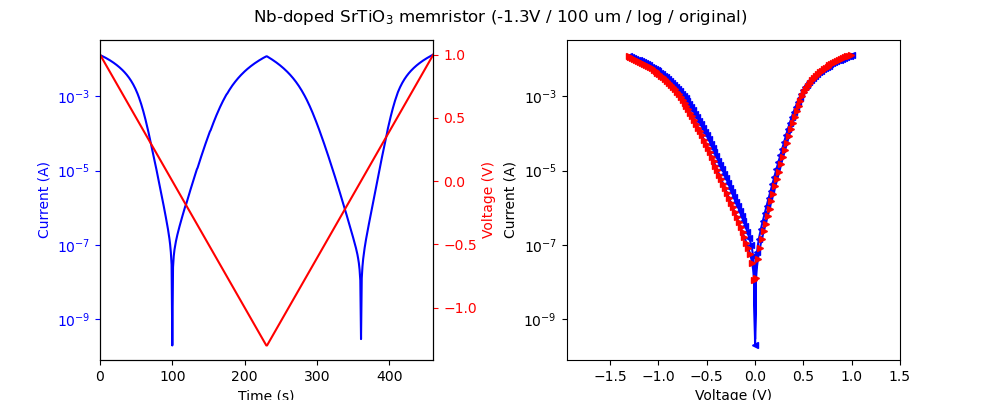 Nb-doped SrTiO₃ memristor (-1.3V / 100 um / log / original)
Current (A)
10⁻³
10⁻⁵
10⁻⁷
10⁻⁹
0 100 200 300 400
Time (s)
1.0
0.5
0.0
−0.5
−1.0
Voltage (V)
Current (A)
10⁻³
10⁻⁵
10⁻⁷
10⁻⁹
−1.5 −1.0 −0.5 0.0 0.5 1.0 1.5
Voltage (V)